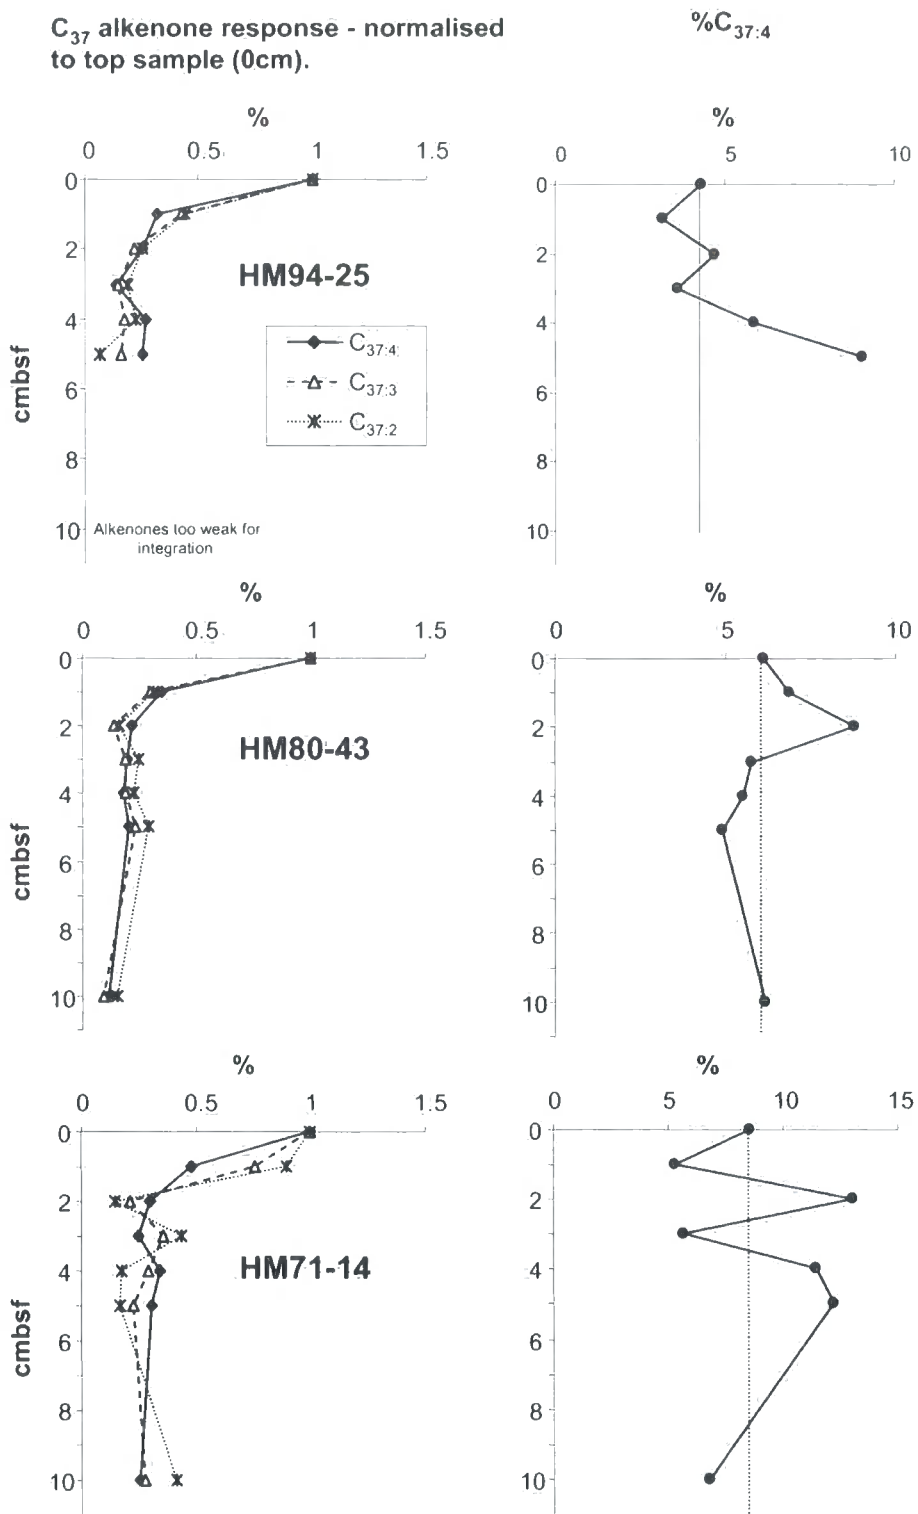 C37 alkenone response - normalised
to top sample (0cm).
%C37:4
%
0 0.5 1 1.5
0
2
4
6
8
10
cmbsf
HM94-25
C37:4
C37:3
C37:2
Alkenones too weak for
integration
%
0 5 10
0
2
4
6
8
10
%
0 0.5 1 1.5
0
2
4
6
8
10
cmbsf
HM80-43
%
0 5 10
0
2
4
6
8
10
%
0 0.5 1 1.5
0
2
4
6
8
10
cmbsf
HM71-14
%
0 5 10 15
0
2
4
6
8
10